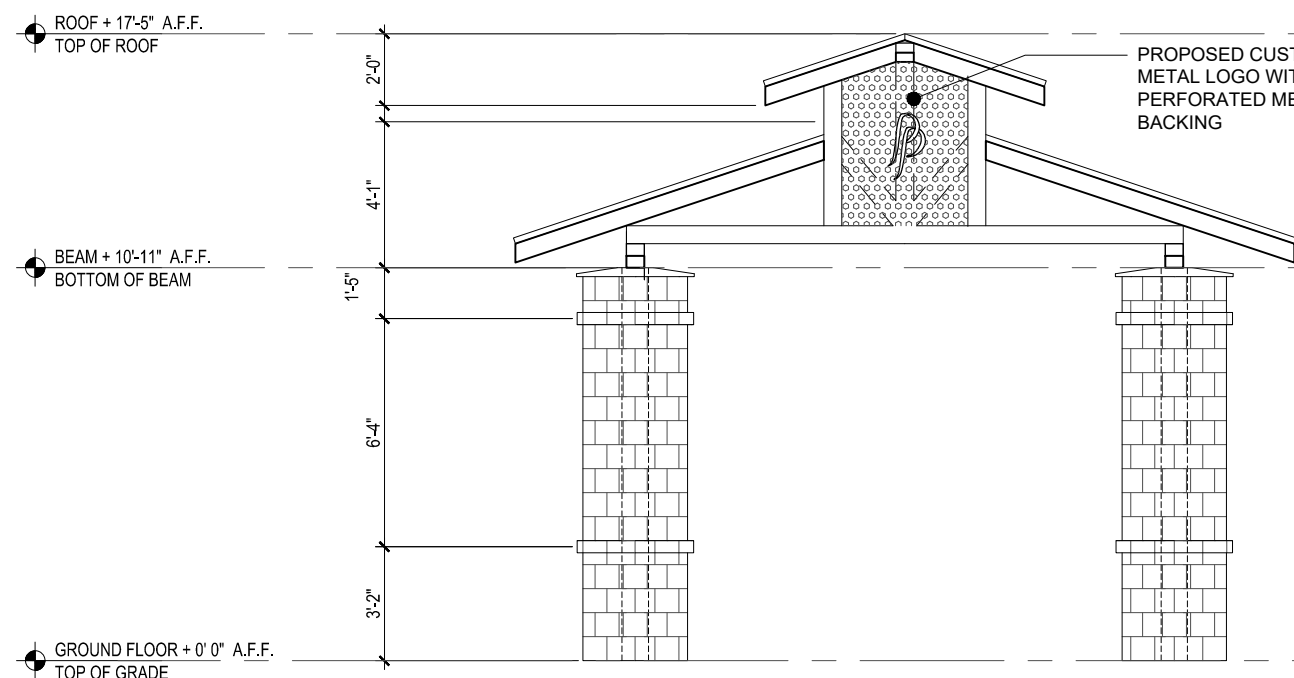 ROOF + 17'-5" A.F.F.
TOP OF ROOF
2'-0"
PROPOSED CUST
METAL LOGO WIT
PERFORATED ME
BACKING
4'-1"
BEAM + 10'-11" A.F.F.
BOTTOM OF BEAM
1'-5"
6'-4"
3'-2"
GROUND FLOOR + 0' 0" A.F.F.
TOP OF GRADE